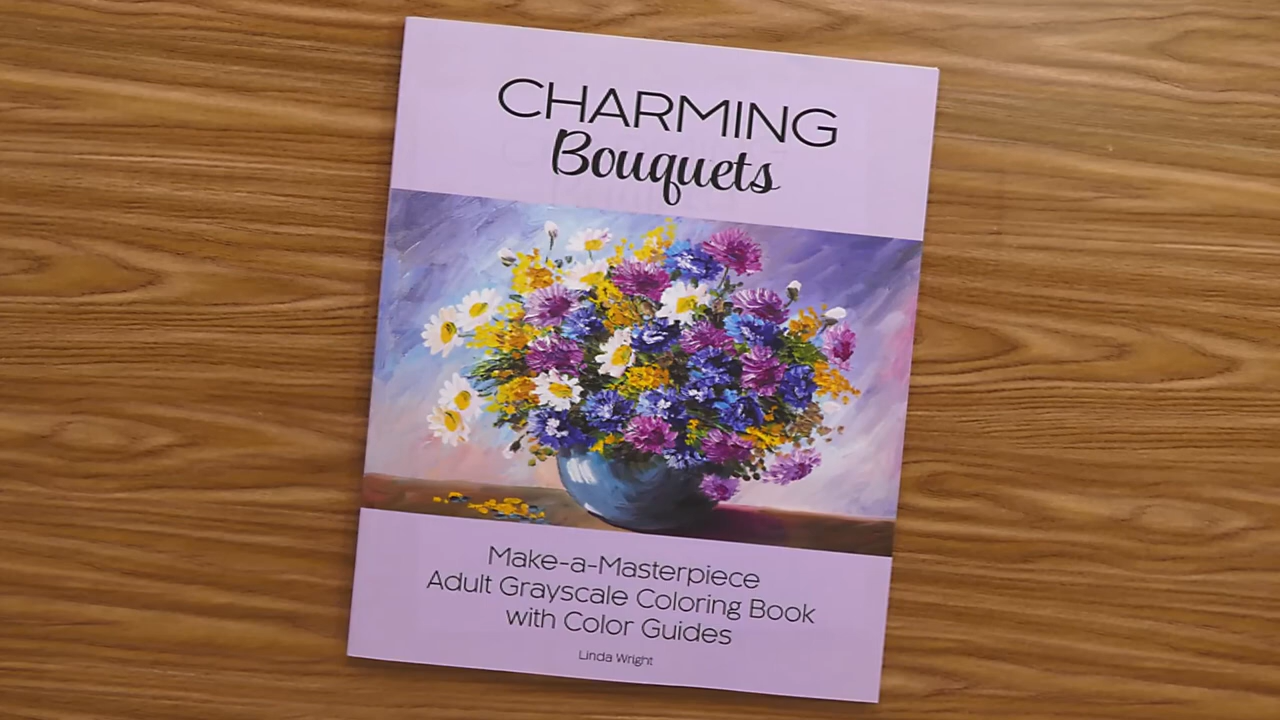 CHARMING
Bouquets
Make-a-Masterpiece
Adult Grayscale Coloring Book
with Color Guides
Linda Wright